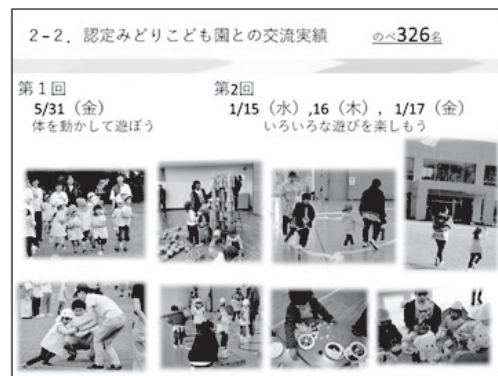 2-2. 認定みどりこども園との交流実績 のべ326名
第1回
5/31(金)
体を動かして遊ぼう
第2回
1/15(水),16(木), 1/17(金)
いろいろな遊びを楽しもう